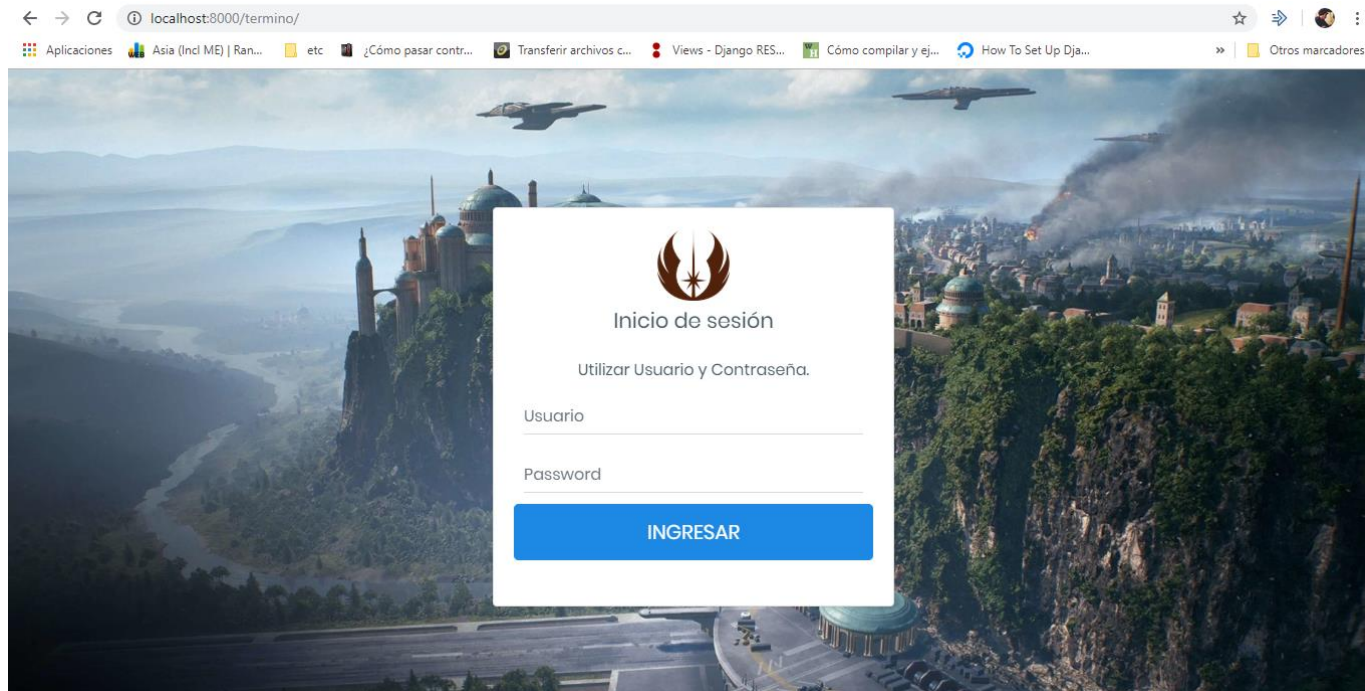 localhost:8000/termino/
Aplicaciones Asia (Incl ME) | Ran... etc ¿Cómo pasar contr... Transferir archivos c... Views - Django RES... Cómo compilar y ej... How To Set Up Dja... » Otros marcadores
Inicio de sesión
Utilizar Usuario y Contraseña.
Usuario
Password
INGRESAR